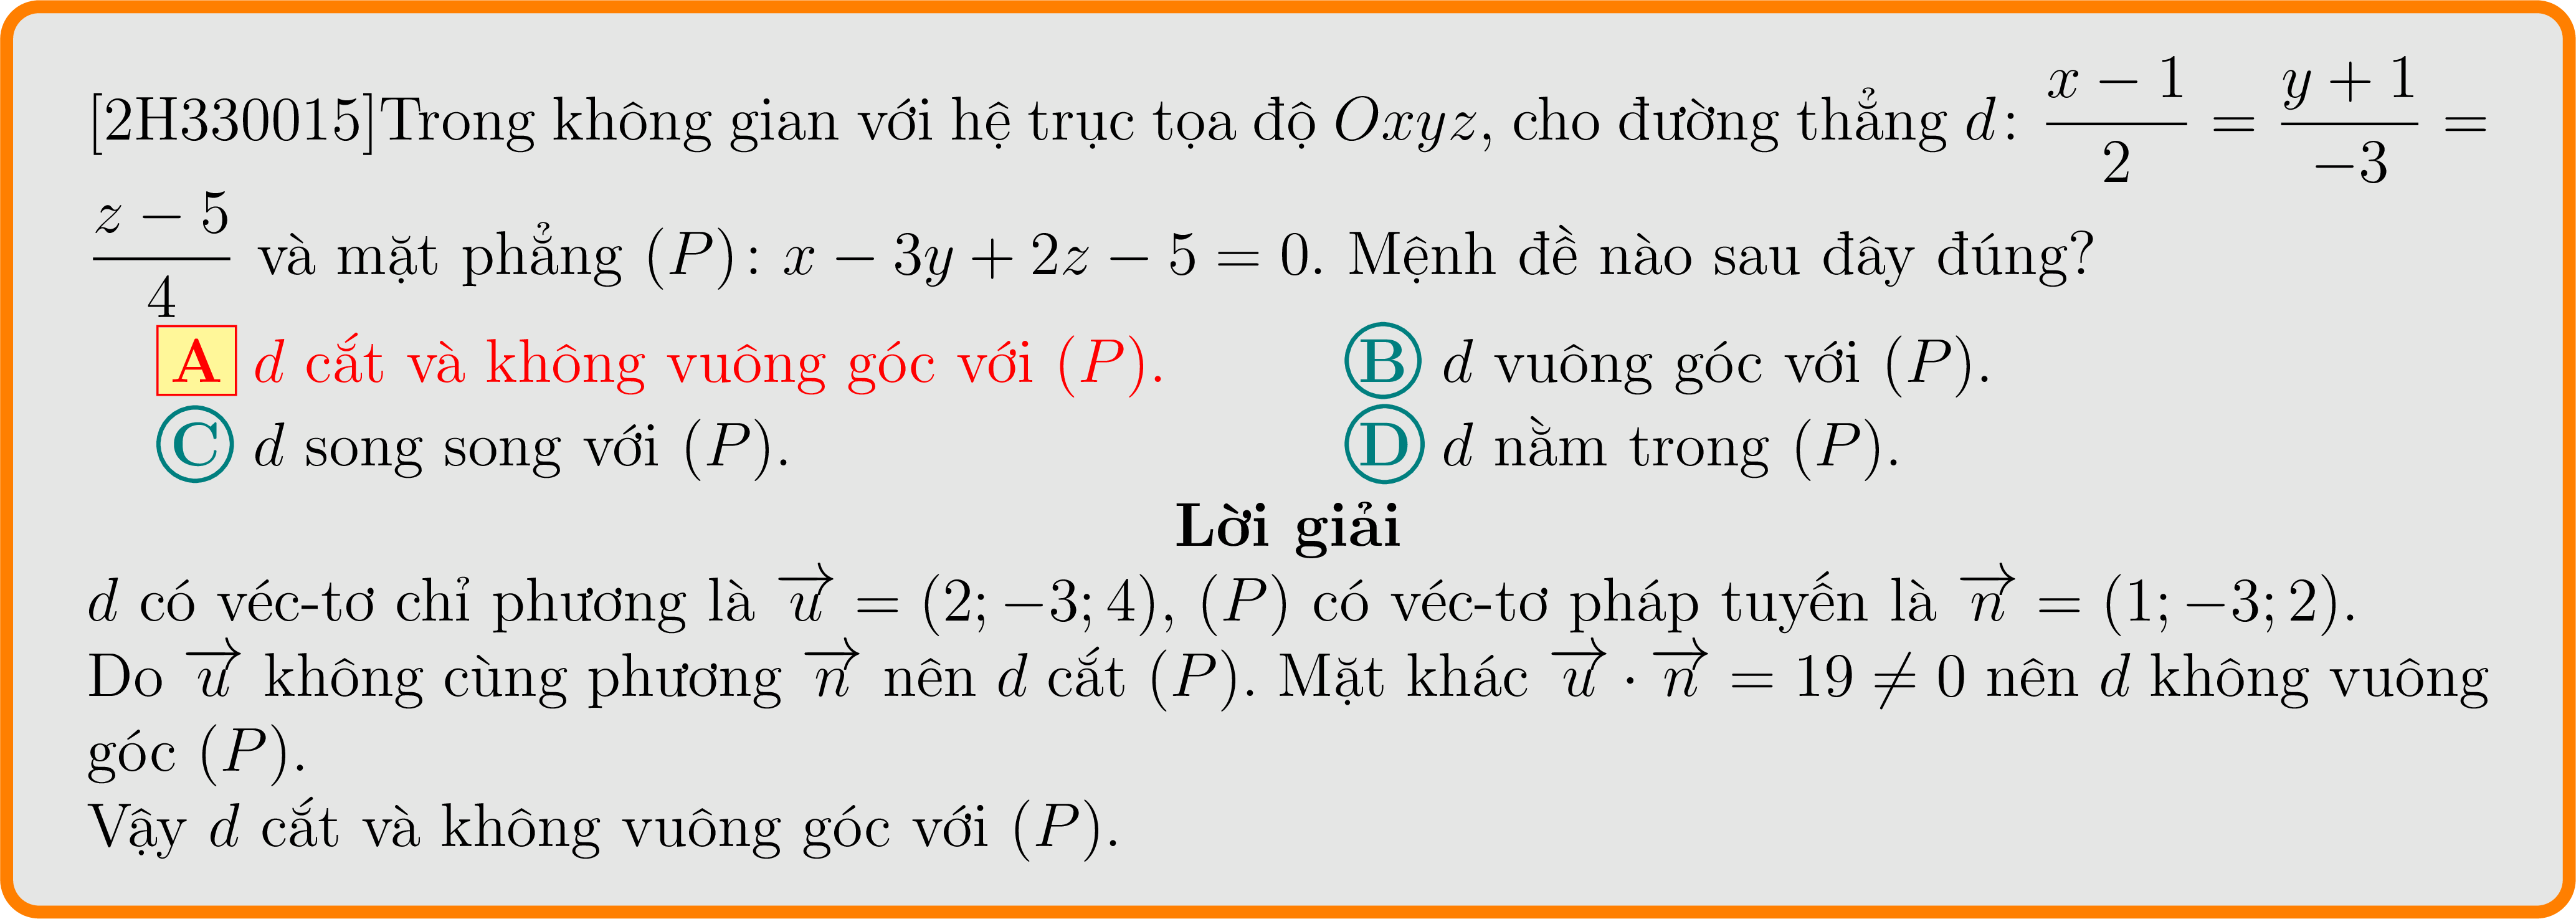 [2H330015]Trong không gian với hệ trục tọa độ Oxyz, cho đường thẳng d: \frac{x-1}{2} = \frac{y+1}{-3} =
\frac{z-5}{4} và mặt phẳng (P): x − 3y + 2z − 5 = 0. Mệnh đề nào sau đây đúng?
A d cắt và không vuông góc với (P). B d vuông góc với (P).
C d song song với (P). D d nằm trong (P).
Lời giải
d có véc-tơ chỉ phương là \overrightarrow{u} = (2; −3; 4), (P) có véc-tơ pháp tuyến là \overrightarrow{n} = (1; −3; 2).
Do \overrightarrow{u} không cùng phương \overrightarrow{n} nên d cắt (P). Mặt khác \overrightarrow{u} · \overrightarrow{n} = 19 ≠ 0 nên d không vuông
góc (P).
Vậy d cắt và không vuông góc với (P).